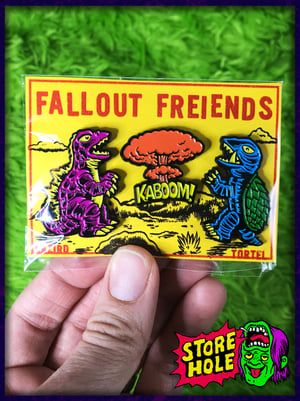 FALLOUT FREIENDS
KABOOM!
TORTEL
STORE
HOLE